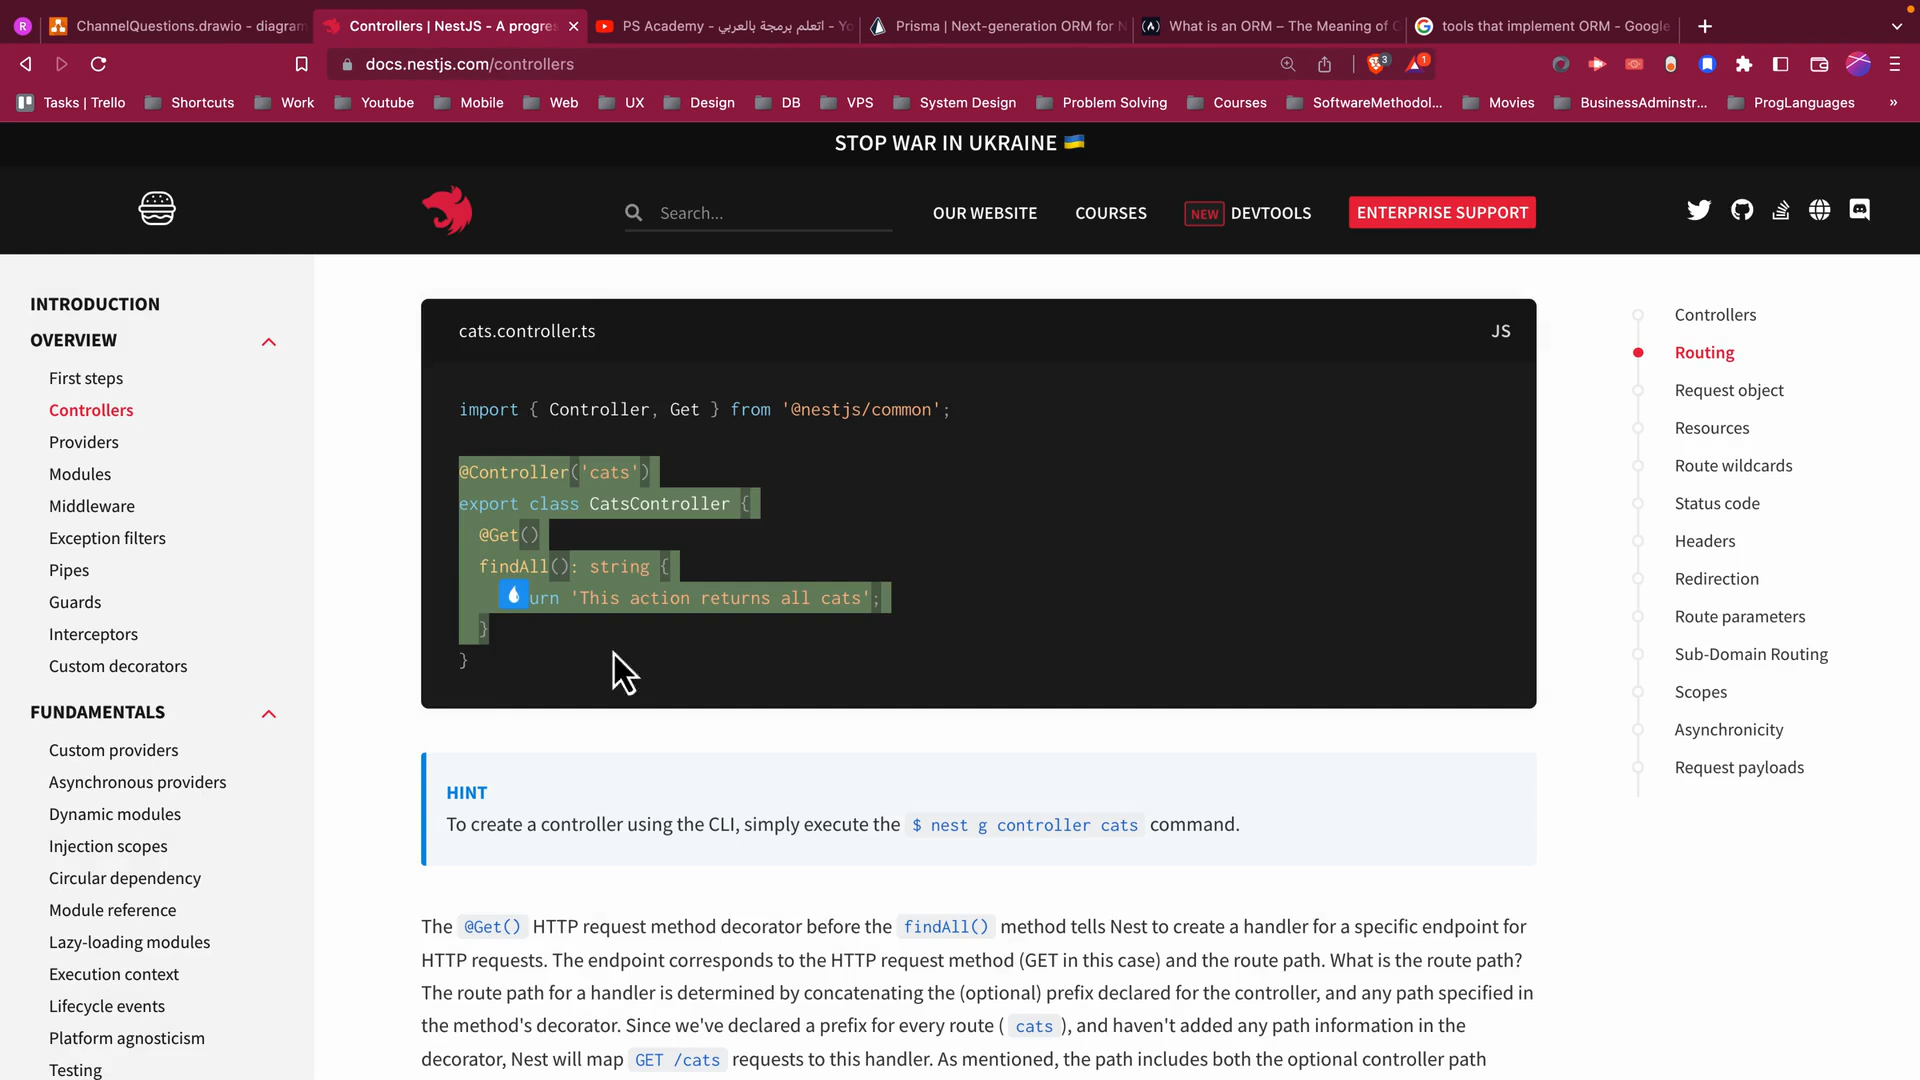 R
ChannelQuestions.drawio - diagram
Controllers | NestJS - A progres
PS Academy - اتعلم برمجة بالعربي - Yo
Prisma | Next-generation ORM for N
What is an ORM – The Meaning of O
tools that implement ORM - Google
docs.nestjs.com/controllers
3
1
Tasks | Trello
Shortcuts
Work
Youtube
Mobile
Web
UX
Design
DB
VPS
System Design
Problem Solving
Courses
SoftwareMethodol...
Movies
BusinessAdminstr...
ProgLanguages
»
STOP WAR IN UKRAINE 🇺🇦
Search...
OUR WEBSITE
COURSES
NEW DEVTOOLS
ENTERPRISE SUPPORT
INTRODUCTION
OVERVIEW
First steps
Controllers
Providers
Modules
Middleware
Exception filters
Pipes
Guards
Interceptors
Custom decorators
FUNDAMENTALS
Custom providers
Asynchronous providers
Dynamic modules
Injection scopes
Circular dependency
Module reference
Lazy-loading modules
Execution context
Lifecycle events
Platform agnosticism
Testing
cats.controller.ts
JS
import { Controller, Get } from '@nestjs/common';
@Controller('cats')
export class CatsController {
@Get()
findAll(): string {
urn 'This action returns all cats';
}
}
HINT
To create a controller using the CLI, simply execute the $ nest g controller cats command.
The @Get() HTTP request method decorator before the findAll() method tells Nest to create a handler for a specific endpoint for
HTTP requests. The endpoint corresponds to the HTTP request method (GET in this case) and the route path. What is the route path?
The route path for a handler is determined by concatenating the (optional) prefix declared for the controller, and any path specified in
the method's decorator. Since we've declared a prefix for every route ( cats ), and haven't added any path information in the
decorator, Nest will map GET /cats requests to this handler. As mentioned, the path includes both the optional controller path
Controllers
Routing
Request object
Resources
Route wildcards
Status code
Headers
Redirection
Route parameters
Sub-Domain Routing
Scopes
Asynchronicity
Request payloads